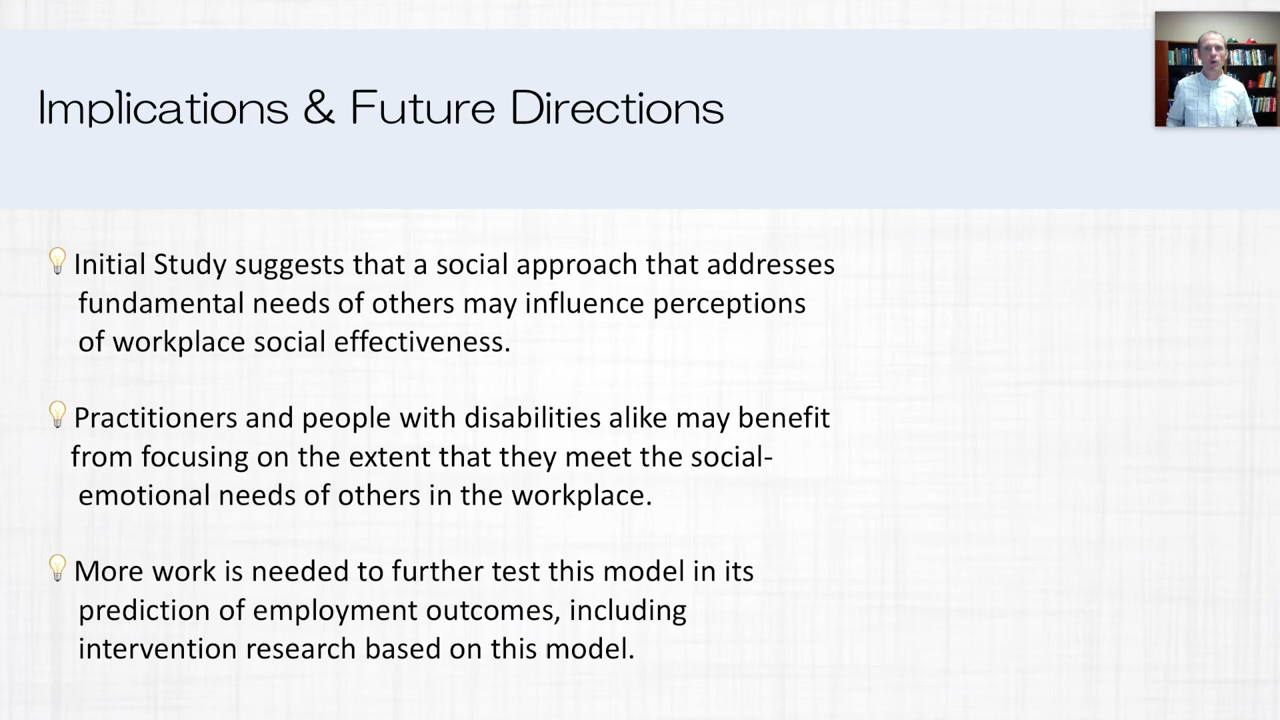 Implications & Future Directions
Initial Study suggests that a social approach that addresses
fundamental needs of others may influence perceptions
of workplace social effectiveness.
Practitioners and people with disabilities alike may benefit
from focusing on the extent that they meet the social-
emotional needs of others in the workplace.
More work is needed to further test this model in its
prediction of employment outcomes, including
intervention research based on this model.